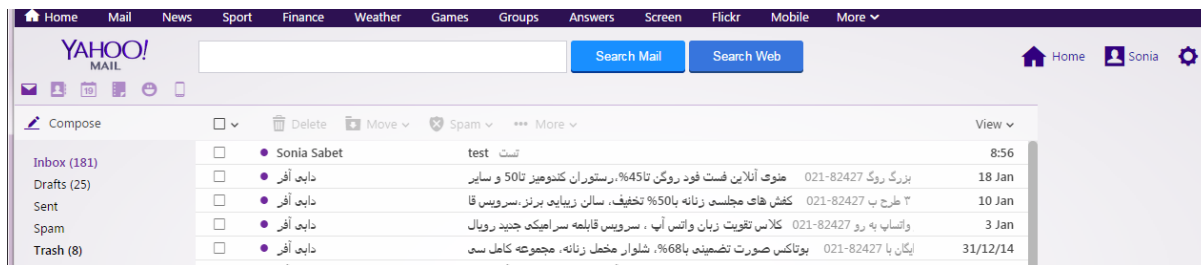 Home Mail News Sport Finance Weather Games Groups Answers Screen Flickr Mobile More
YAHOO!
MAIL
Search Mail Search Web
Home Sonia
19
Compose Delete Move Spam More View
Inbox (181)
Drafts (25)
Sent
Spam
Trash (8)
Sonia Sabet test تست 8:56
دابی آفر منوی آنلاین فست فود روگن تا45%،رستوران کندومیز تا50 و سایر بزرگ روگ 82427-021 18 Jan
دابی آفر کفش های مجلسی زنانه با50% تخفیف، سالن زیبایی برنز،سرویس قا ۳ طرح ب 82427-021 10 Jan
دابی آفر کلاس تقویت زبان واتس آپ ، سرویس قابلمه سرامیکی جدید رویال واتساپ به رو 82427-021 3 Jan
دابی آفر بوتاکس صورت تضمینی با68%، شلوار مخمل زنانه، مجموعه کامل سی ایگان با 82427-021 31/12/14